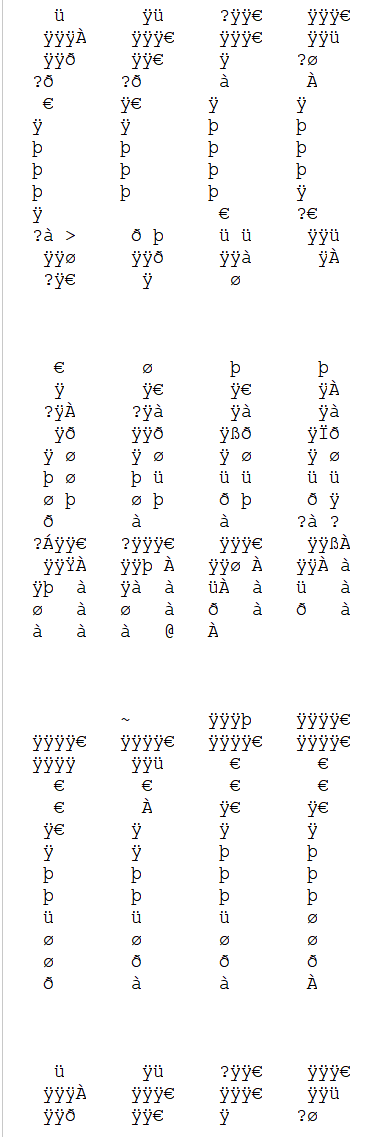 ü ÿü ?ÿÿ€ ÿÿÿ€
ÿÿÿÀ ÿÿÿ€ ÿÿÿ€ ÿÿü
ÿÿð ÿÿ€ ÿ ?ø
?ð ?ð à À
€ ÿ€ ÿ ÿ
ÿ ÿ þ þ
þ þ þ þ
þ þ þ þ
þ þ þ ÿ
ÿ € ?€
?à > ð þ ü ü ÿÿü
ÿÿø ÿÿð ÿÿà ÿÀ
?ÿ€ ÿ ø
€ ø þ þ
ÿ ÿ€ ÿ€ ÿÀ
?ÿÀ ?ÿà ÿà ÿà
ÿð ÿÿð ÿßð ÿÏð
ÿ ø ÿ ø ÿ ø ÿ ø
þ ø þ ü ü ü ü ü
ø þ ø þ ð þ ð ÿ
ð à à ?à ?
?Áÿÿ€ ?ÿÿÿ€ ÿÿÿ€ ÿÿßÀ
ÿÿÏÀ ÿÿþ À ÿÿø À ÿÿÀ à
ÿþ à ÿà à üÀ à ü à
ø à ø à ð à ð à
à à à @ À
~ ÿÿÿþ ÿÿÿÿ€
ÿÿÿÿ€ ÿÿÿÿ€ ÿÿÿÿ€ ÿÿÿÿ€
ÿÿÿÿ ÿÿü € €
€ € € €
€ À ÿ€ ÿ€
ÿ€ ÿ ÿ ÿ
ÿ ÿ þ þ
þ þ þ þ
þ þ þ þ
ü ü ü ø
ø ø ø ø
ø ð ð ð
ð à à À
ü ÿü ?ÿÿ€ ÿÿÿ€
ÿÿÿÀ ÿÿÿ€ ÿÿÿ€ ÿÿü
ÿÿð ÿÿ€ ÿ ?ø